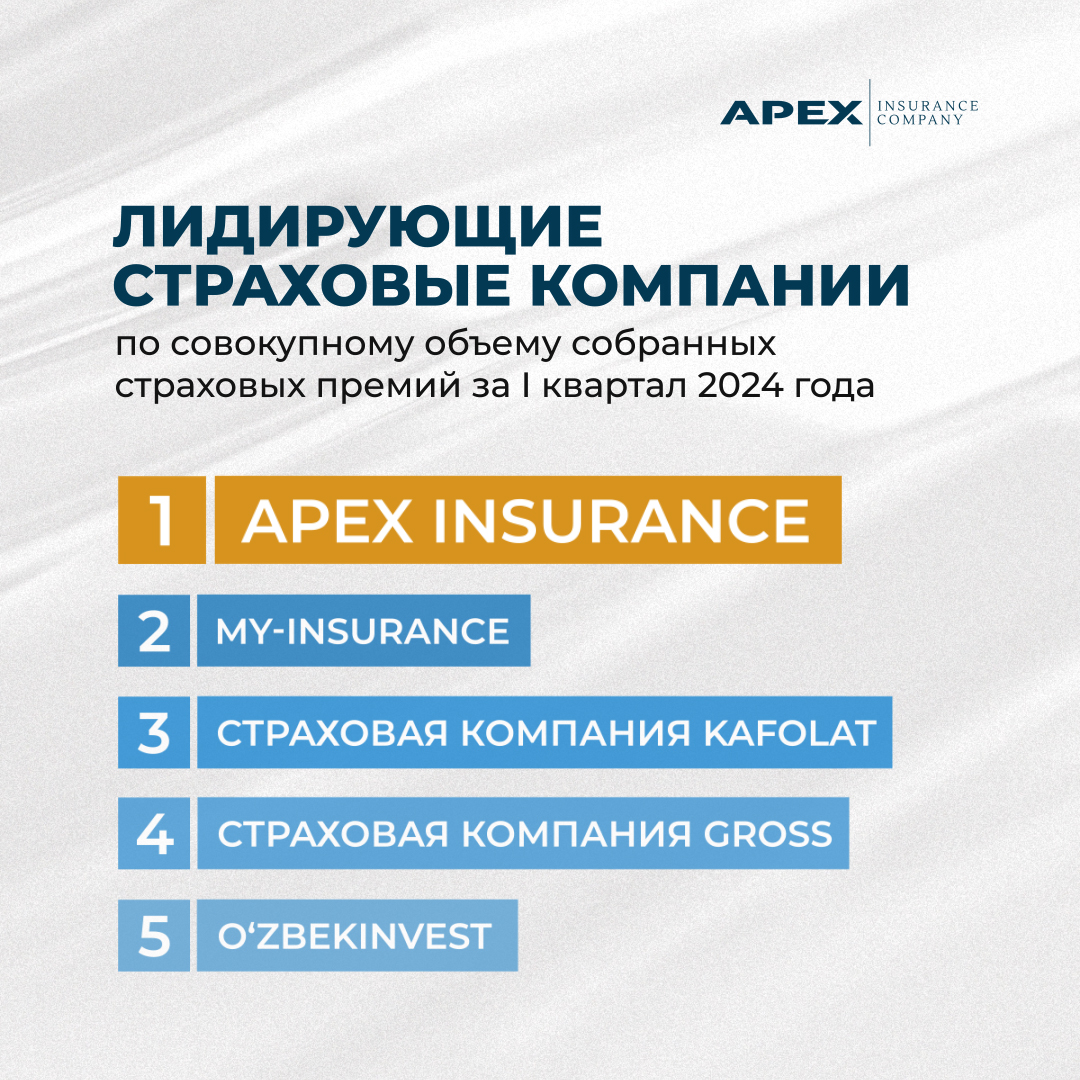 APEX
INSURANCE
COMPANY
ЛИДИРУЮЩИЕ
СТРАХОВЫЕ КОМПАНИИ
по совокупному объему собранных
страховых премий за I квартал 2024 года
1 APEX INSURANCE
2 MY-INSURANCE
3 СТРАХОВАЯ КОМПАНИЯ KAFOLAT
4 СТРАХОВАЯ КОМПАНИЯ GROSS
5 O‘ZBEKINVEST